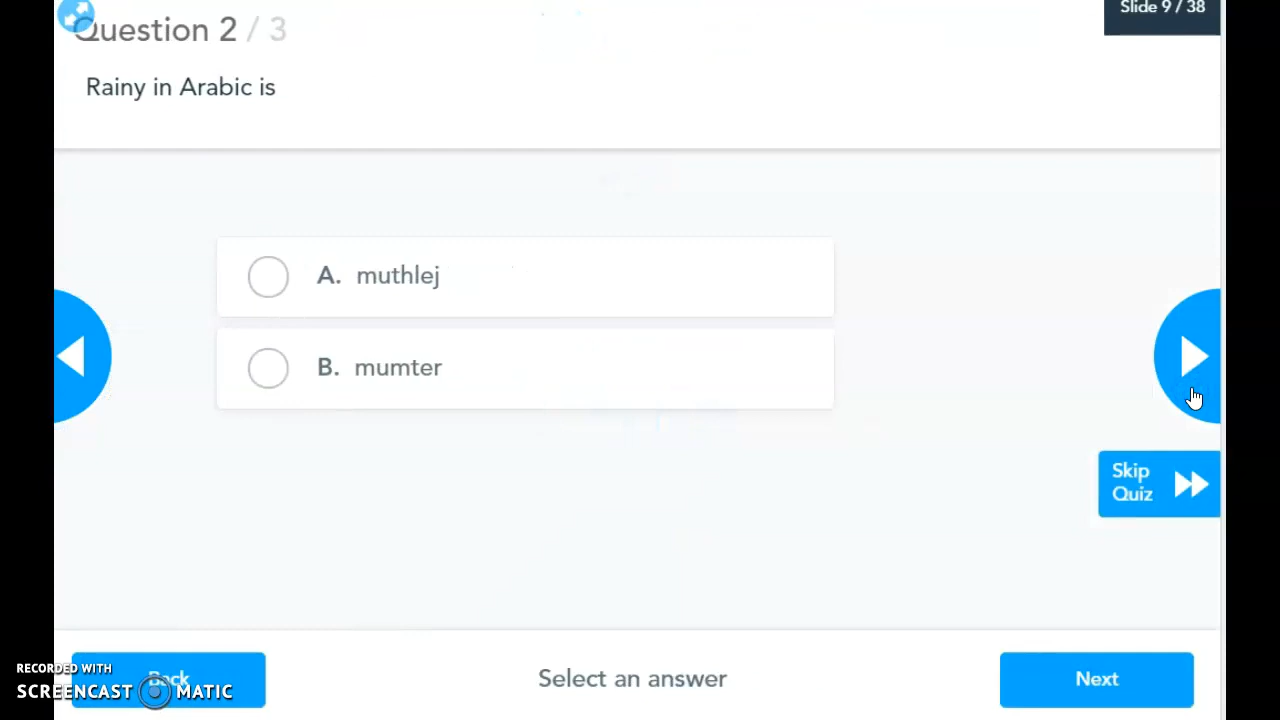 Question 2 / 3
Slide 9 / 38
Rainy in Arabic is
A. muthlej
B. mumter
Skip
Quiz
Back
Select an answer
Next
RECORDED WITH
SCREENCAST MATIC